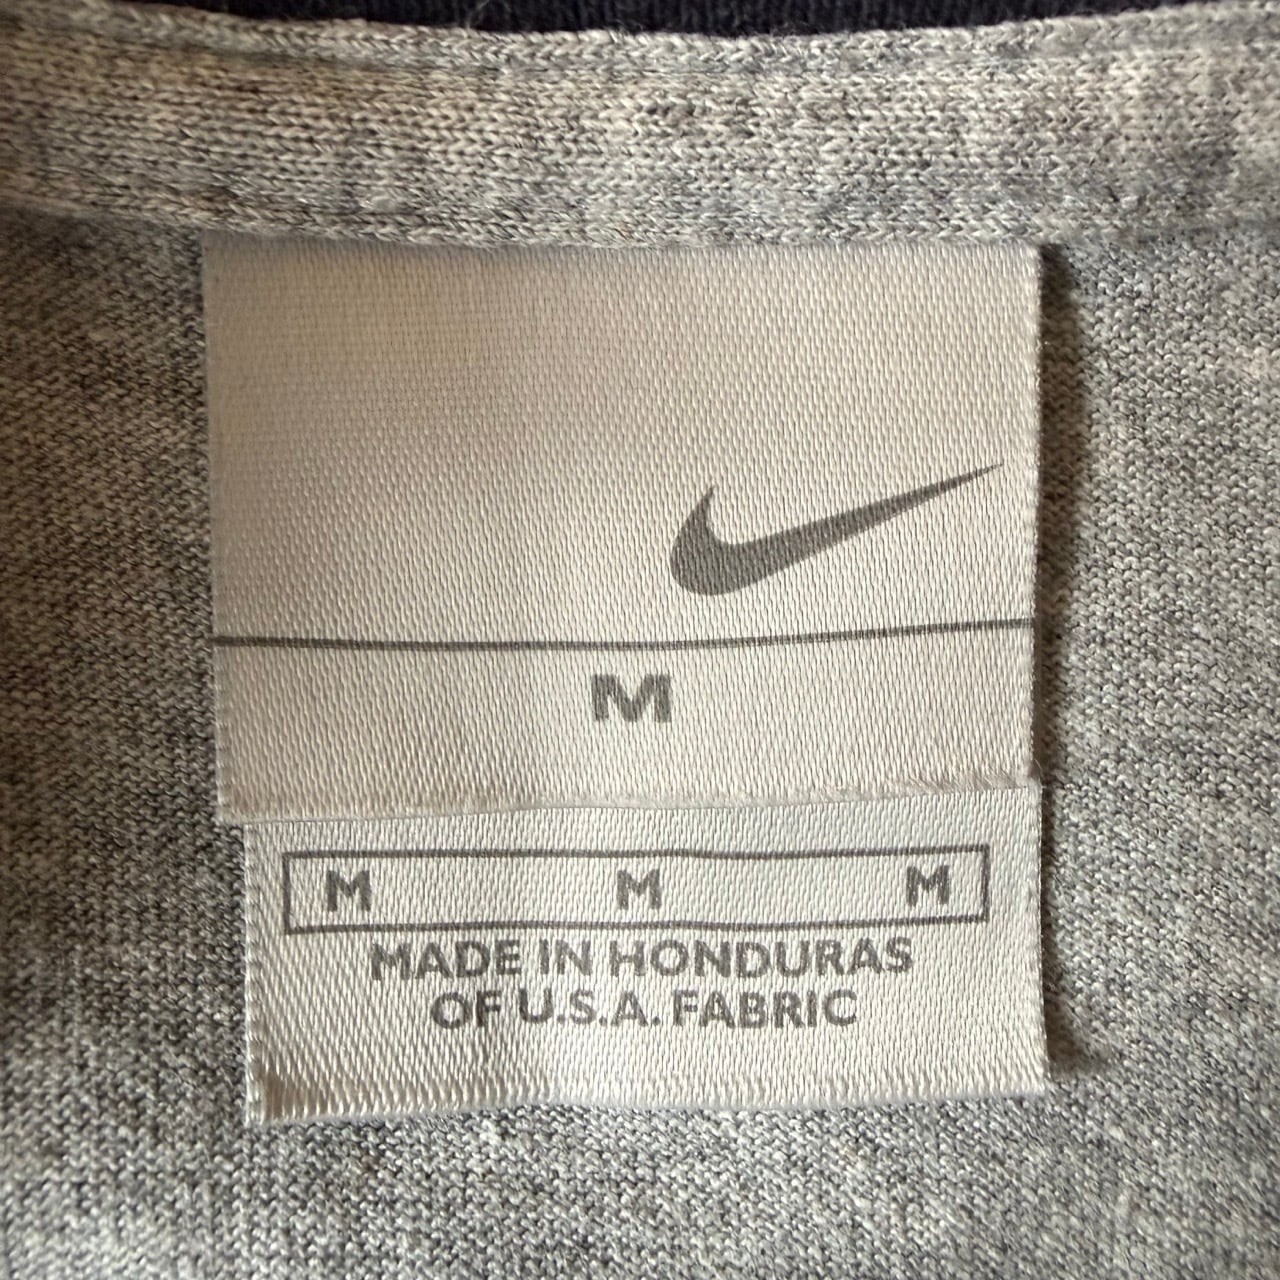 M
M M M
MADE IN HONDURAS
OF U.S.A. FABRIC